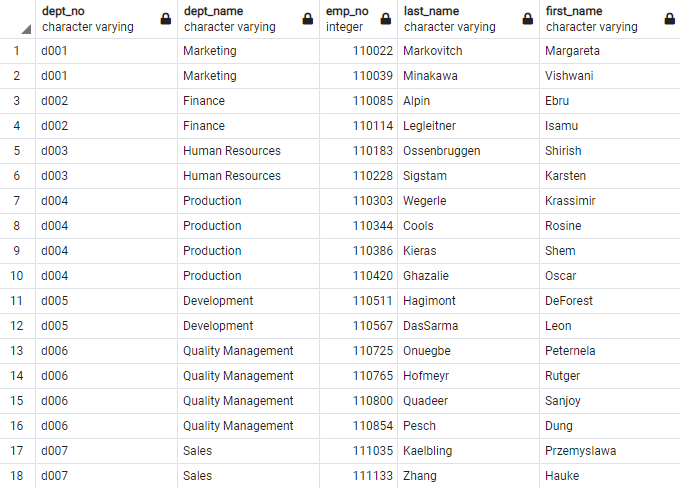 dept_no dept_name emp_no last_name first_name
character varying character varying integer character varying character varying
1 d001 Marketing 110022 Markovitch Margareta
2 d001 Marketing 110039 Minakawa Vishwani
3 d002 Finance 110085 Alpin Ebru
4 d002 Finance 110114 Legleitner Isamu
5 d003 Human Resources 110183 Ossenbruggen Shirish
6 d003 Human Resources 110228 Sigstam Karsten
7 d004 Production 110303 Wegerle Krassimir
8 d004 Production 110344 Cools Rosine
9 d004 Production 110386 Kieras Shem
10 d004 Production 110420 Ghazalie Oscar
11 d005 Development 110511 Hagimont DeForest
12 d005 Development 110567 DasSarma Leon
13 d006 Quality Management 110725 Onuegbe Peternela
14 d006 Quality Management 110765 Hofmeyr Rutger
15 d006 Quality Management 110800 Quadeer Sanjoy
16 d006 Quality Management 110854 Pesch Dung
17 d007 Sales 111035 Kaelbling Przemyslawa
18 d007 Sales 111133 Zhang Hauke